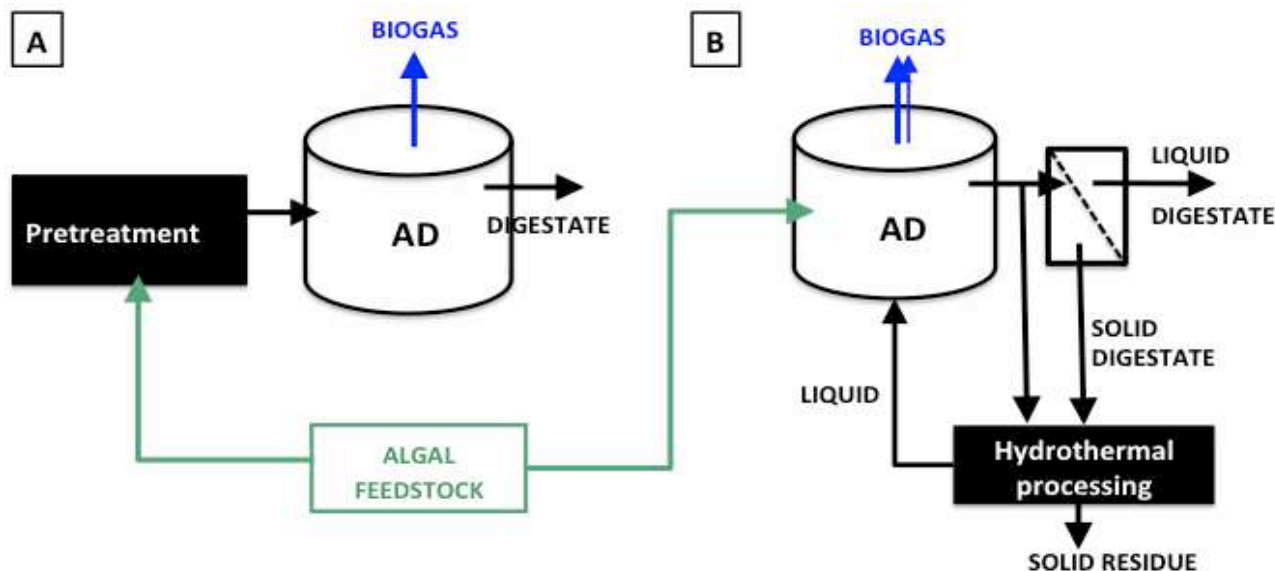 A
BIOGAS
Pretreatment
AD
DIGESTATE
ALGAL
FEEDSTOCK
B
BIOGAS
AD
LIQUID
DIGESTATE
SOLID
DIGESTATE
LIQUID
Hydrothermal
processing
SOLID RESIDUE